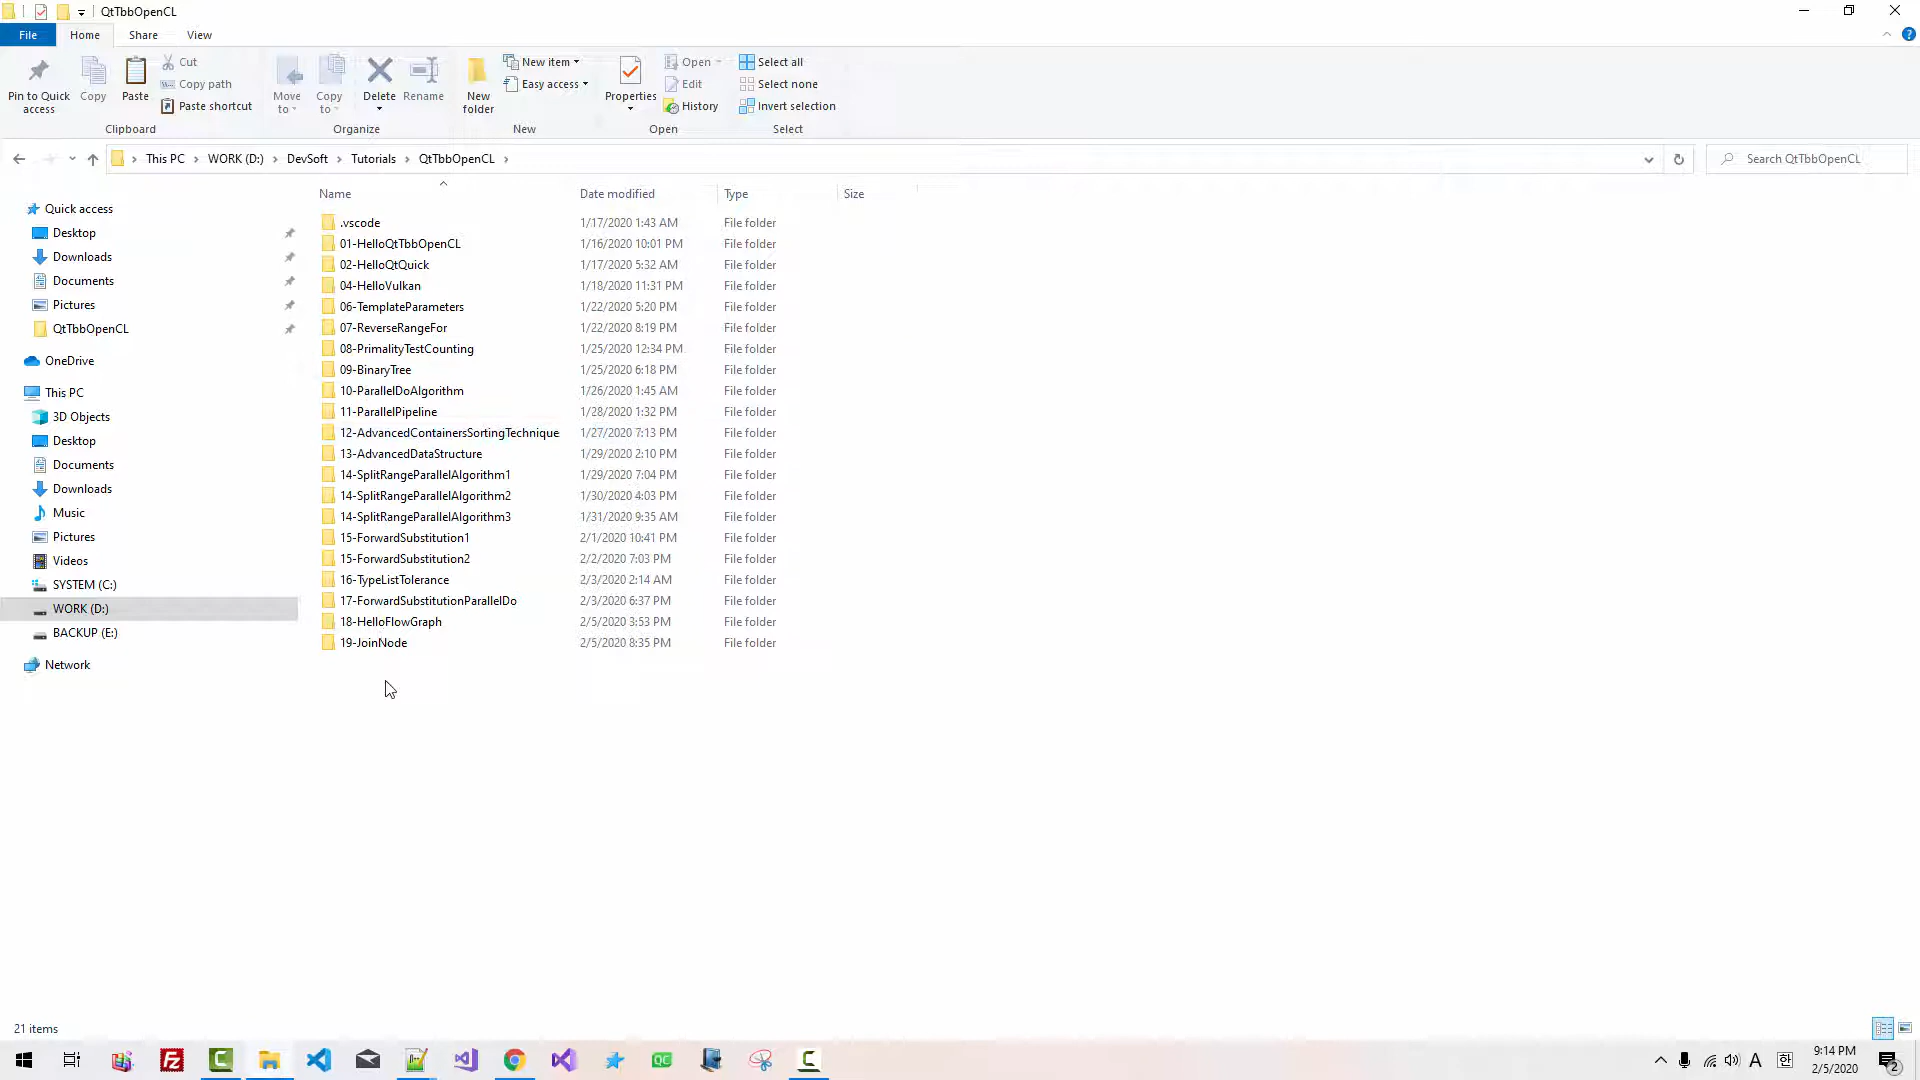 QtTbbOpenCL
File Home Share View
Pin to Quick access
Copy
Paste
Cut
Copy path
Paste shortcut
Clipboard
Move to
Copy to
Delete
Rename
Organize
New folder
New item
Easy access
New
Properties
Open
Edit
History
Open
Select all
Select none
Invert selection
Select
This PC WORK (D:) DevSoft Tutorials QtTbbOpenCL
Search QtTbbOpenCL
Quick access
Desktop
Downloads
Documents
Pictures
QtTbbOpenCL
OneDrive
This PC
3D Objects
Desktop
Documents
Downloads
Music
Pictures
Videos
SYSTEM (C:)
WORK (D:)
BACKUP (E:)
Network
Name Date modified Type Size
.vscode 1/17/2020 1:43 AM File folder
01-HelloQtTbbOpenCL 1/16/2020 10:01 PM File folder
02-HelloQtQuick 1/17/2020 5:32 AM File folder
04-HelloVulkan 1/18/2020 11:31 PM File folder
06-TemplateParameters 1/22/2020 5:20 PM File folder
07-ReverseRangeFor 1/22/2020 8:19 PM File folder
08-PrimalityTestCounting 1/25/2020 12:34 PM File folder
09-BinaryTree 1/25/2020 6:18 PM File folder
10-ParallelDoAlgorithm 1/26/2020 1:45 AM File folder
11-ParallelPipeline 1/28/2020 1:32 PM File folder
12-AdvancedContainersSortingTechnique 1/27/2020 7:13 PM File folder
13-AdvancedDataStructure 1/29/2020 2:10 PM File folder
14-SplitRangeParallelAlgorithm1 1/29/2020 7:04 PM File folder
14-SplitRangeParallelAlgorithm2 1/30/2020 4:03 PM File folder
14-SplitRangeParallelAlgorithm3 1/31/2020 9:35 AM File folder
15-ForwardSubstitution1 2/1/2020 10:41 PM File folder
15-ForwardSubstitution2 2/2/2020 7:03 PM File folder
16-TypeListTolerance 2/3/2020 2:14 AM File folder
17-ForwardSubstitutionParallelDo 2/3/2020 6:37 PM File folder
18-HelloFlowGraph 2/5/2020 3:53 PM File folder
19-JoinNode 2/5/2020 8:35 PM File folder
21 items
A 한
9:14 PM
2/5/2020
2